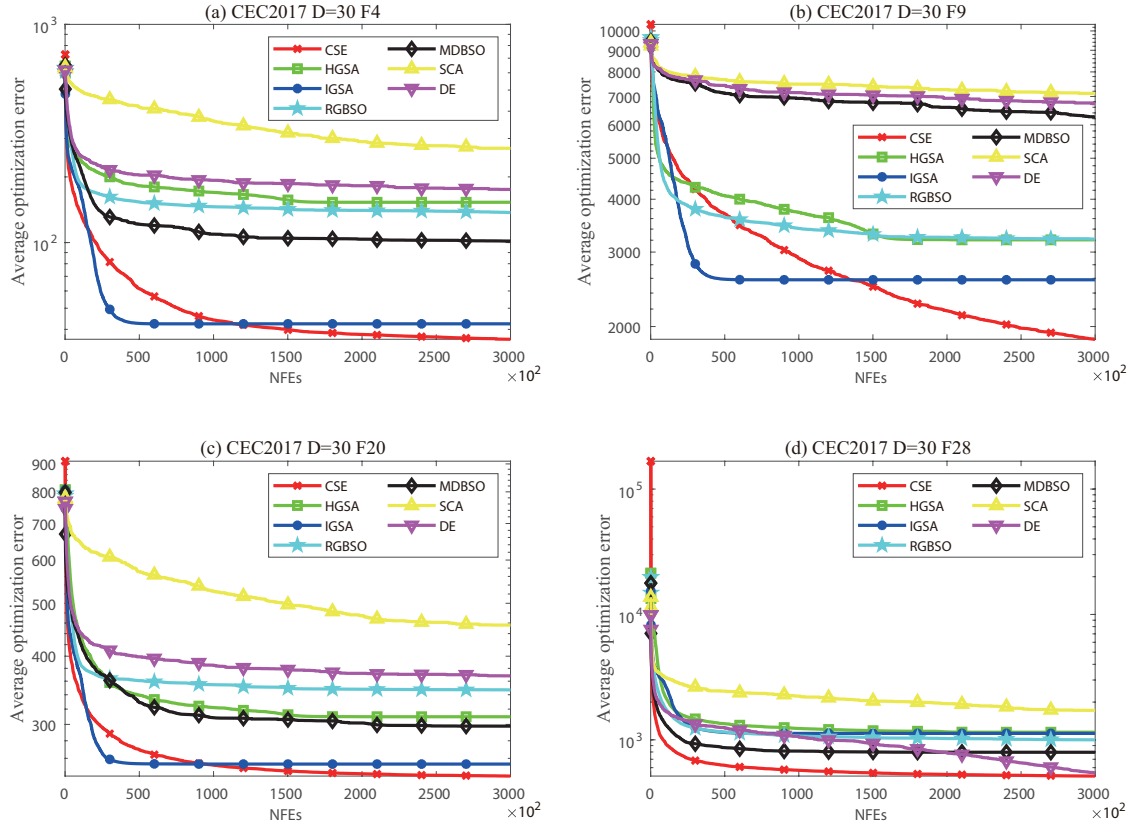 (a) CEC2017 D=30 F4
10³
10²
Average optimization error
CSE
HGSA
IGSA
RGBSO
MDBSO
SCA
DE
0 500 1000 1500 2000 2500 3000
NFEs
×10²
(b) CEC2017 D=30 F9
10000
9000
8000
7000
6000
5000
4000
3000
2000
Average optimization error
CSE
HGSA
IGSA
RGBSO
MDBSO
SCA
DE
0 500 1000 1500 2000 2500 3000
NFEs
×10²
(c) CEC2017 D=30 F20
900
800
700
600
500
400
300
Average optimization error
CSE
HGSA
IGSA
RGBSO
MDBSO
SCA
DE
0 500 1000 1500 2000 2500 3000
NFEs
×10²
(d) CEC2017 D=30 F28
10⁵
10⁴
10³
Average optimization error
CSE
HGSA
IGSA
RGBSO
MDBSO
SCA
DE
0 500 1000 1500 2000 2500 3000
NFEs
×10²